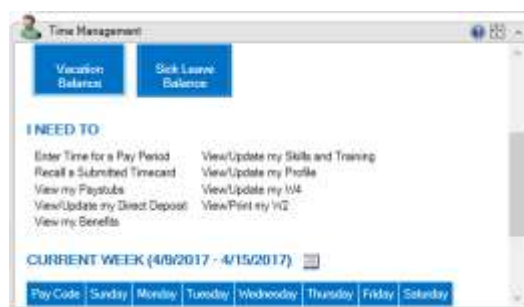 Time Management
Vacation Balance
Sick Leave Balance
I NEED TO
Enter Time for a Pay Period
Recall a Submitted Timecard
View my Paystubs
View/Update my Direct Deposit
View my Benefits
View/Update my Skills and Training
View/Update my Profile
View/Update my W4
View/Print my W2
CURRENT WEEK (4/9/2017 - 4/15/2017)
Pay Code Sunday Monday Tuesday Wednesday Thursday Friday Saturday